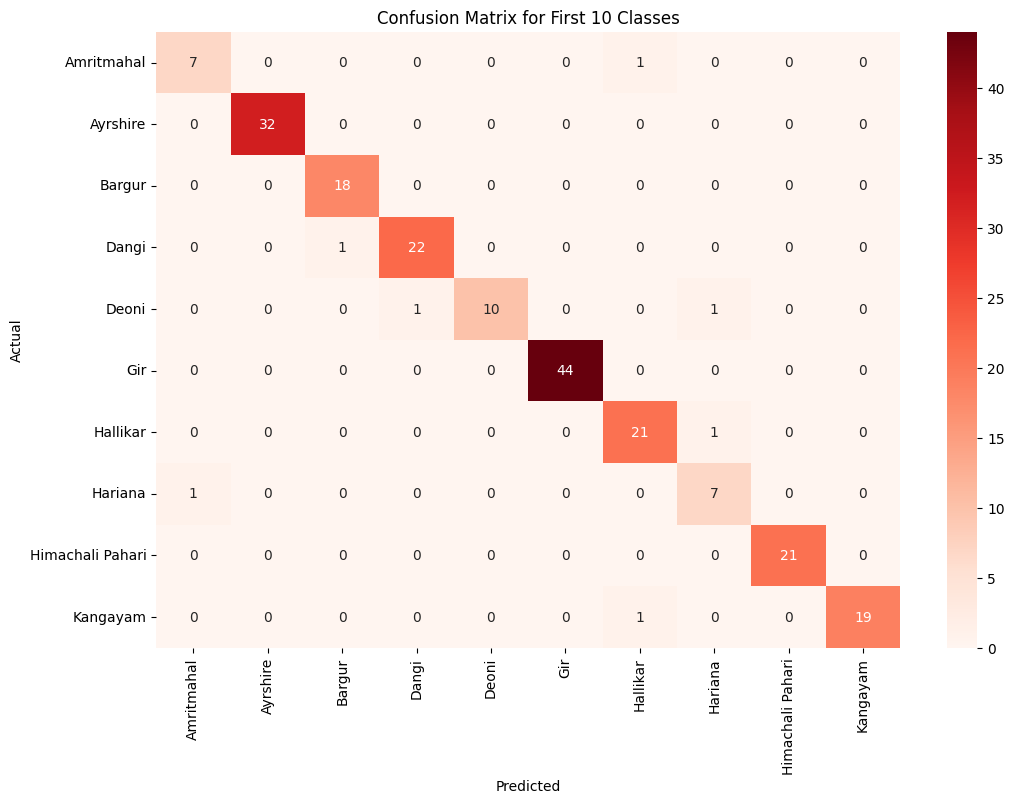 Confusion Matrix for First 10 Classes
Actual
Amritmahal 7 0 0 0 0 0 1 0 0 0
Ayrshire 0 32 0 0 0 0 0 0 0 0
Bargur 0 0 18 0 0 0 0 0 0 0
Dangi 0 0 1 22 0 0 0 0 0 0
Deoni 0 0 0 1 10 0 0 1 0 0
Gir 0 0 0 0 0 44 0 0 0 0
Hallikar 0 0 0 0 0 0 21 1 0 0
Hariana 1 0 0 0 0 0 0 7 0 0
Himachali Pahari 0 0 0 0 0 0 0 0 21 0
Kangayam 0 0 0 0 0 0 1 0 0 19
Amritmahal Ayrshire Bargur Dangi Deoni Gir Hallikar Hariana Himachali Pahari Kangayam
Predicted
40
35
30
25
20
15
10
5
0